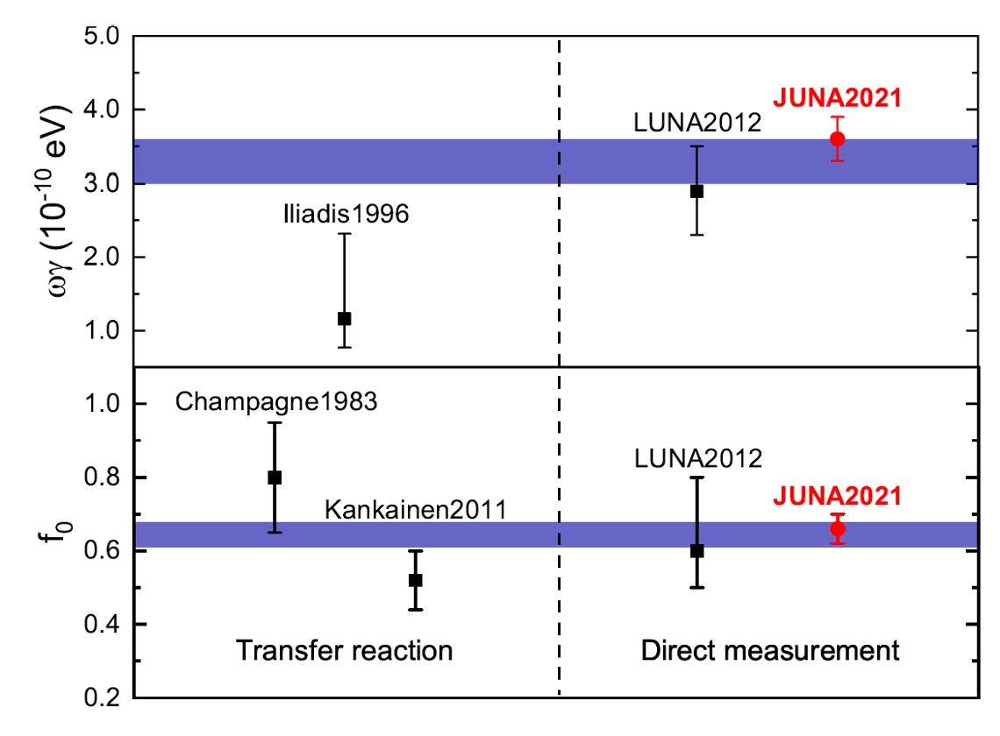 5.0
4.0
3.0
2.0
1.0
ωγ (10⁻¹⁰ eV)
JUNA2021
LUNA2012
Iliadis1996
1.0
0.8
0.6
0.4
0.2
f₀
Champagne1983
LUNA2012
JUNA2021
Kankainen2011
Transfer reaction
Direct measurement